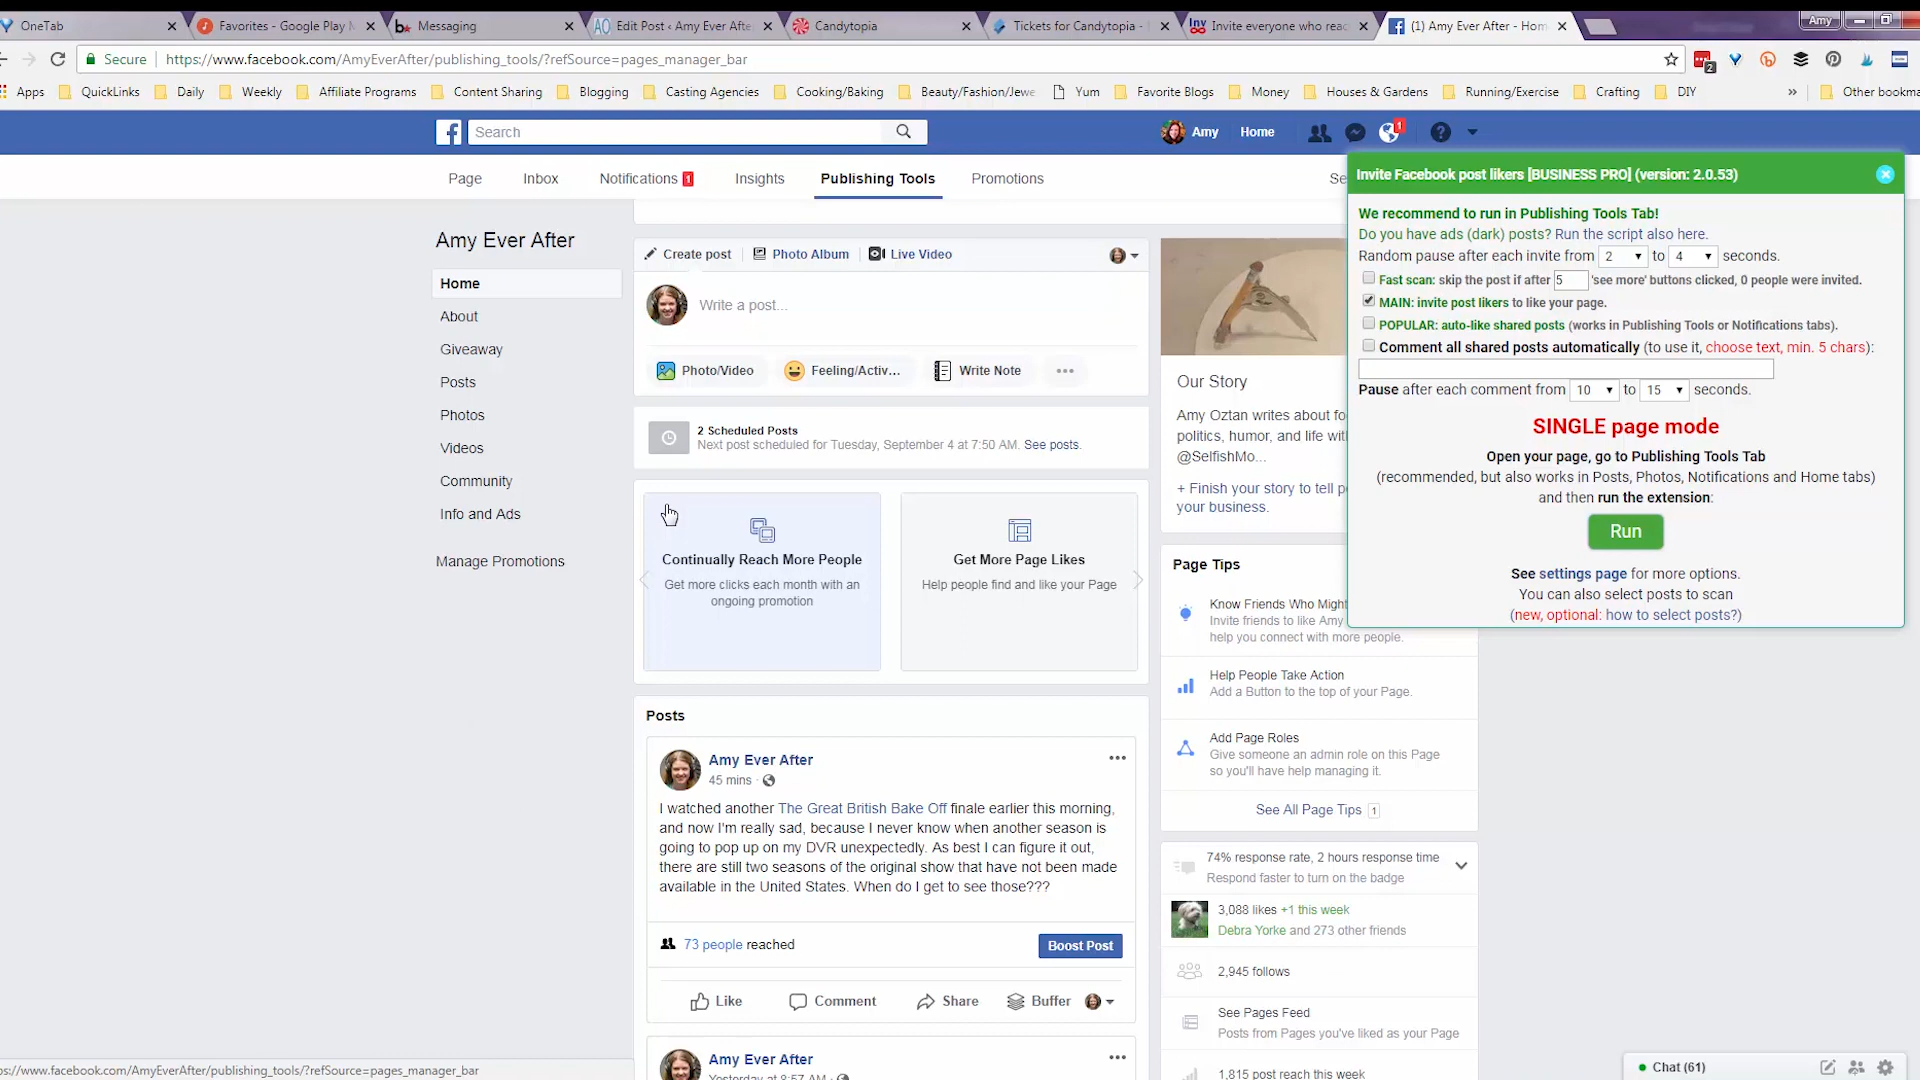 OneTab
Favorites - Google Play M
Messaging
Edit Post ‹ Amy Ever Afte
Candytopia
Tickets for Candytopia -
Invite everyone who reac
(1) Amy Ever After - Hom
Amy
Secure
https://www.facebook.com/AmyEverAfter/publishing_tools/?refSource=pages_manager_bar
2
Apps
QuickLinks
Daily
Weekly
Affiliate Programs
Content Sharing
Blogging
Casting Agencies
Cooking/Baking
Beauty/Fashion/Jewe
Yum
Favorite Blogs
Money
Houses & Gardens
Running/Exercise
Crafting
DIY
»
Other bookma
Search
Amy
Home
1
Page
Inbox
Notifications 1
Insights
Publishing Tools
Promotions
Se
Amy Ever After
Home
About
Giveaway
Posts
Photos
Videos
Community
Info and Ads
Manage Promotions
Create post
Photo Album
Live Video
Write a post...
Photo/Video
Feeling/Activ...
Write Note
2 Scheduled Posts
Next post scheduled for Tuesday, September 4 at 7:50 AM. See posts.
Continually Reach More People
Get more clicks each month with an
ongoing promotion
Get More Page Likes
Help people find and like your Page
Posts
Amy Ever After
45 mins ·
I watched another The Great British Bake Off finale earlier this morning,
and now I'm really sad, because I never know when another season is
going to pop up on my DVR unexpectedly. As best I can figure it out,
there are still two seasons of the original show that have not been made
available in the United States. When do I get to see those???
73 people reached
Boost Post
Like
Comment
Share
Buffer
Amy Ever After
Yesterday at 8:57 AM ·
Our Story
Amy Oztan writes about fo
politics, humor, and life wit
@SelfishMo...
+ Finish your story to tell p
your business.
Page Tips
Know Friends Who Might
Invite friends to like Amy
help you connect with more people.
Help People Take Action
Add a Button to the top of your Page.
Add Page Roles
Give someone an admin role on this Page
so you'll have help managing it.
See All Page Tips 1
74% response rate, 2 hours response time
Respond faster to turn on the badge
3,088 likes +1 this week
Debra Yorke and 273 other friends
2,945 follows
See Pages Feed
Posts from Pages you've liked as your Page
1,815 post reach this week
Invite Facebook post likers [BUSINESS PRO] (version: 2.0.53)
We recommend to run in Publishing Tools Tab!
Do you have ads (dark) posts? Run the script also here.
Random pause after each invite from 2 to 4 seconds.
Fast scan: skip the post if after 5 'see more' buttons clicked, 0 people were invited.
MAIN: invite post likers to like your page.
POPULAR: auto-like shared posts (works in Publishing Tools or Notifications tabs).
Comment all shared posts automatically (to use it, choose text, min. 5 chars):
Pause after each comment from 10 to 15 seconds.
SINGLE page mode
Open your page, go to Publishing Tools Tab
(recommended, but also works in Posts, Photos, Notifications and Home tabs)
and then run the extension:
Run
See settings page for more options.
You can also select posts to scan
(new, optional: how to select posts?)
ps://www.facebook.com/AmyEverAfter/publishing_tools/?refSource=pages_manager_bar
Chat (61)